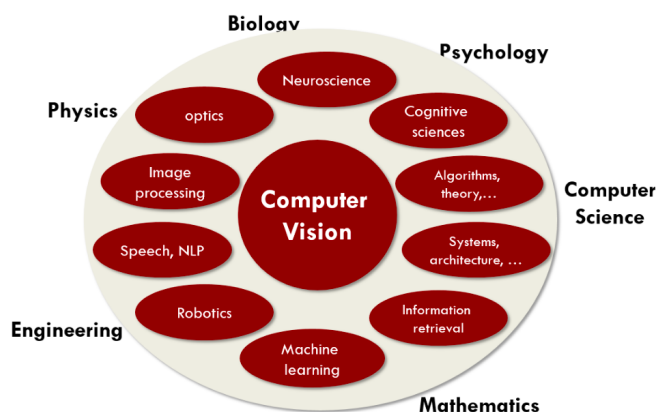 Biology
Psychology
Neuroscience
Physics
optics
Cognitive
sciences
Image
processing
Computer
Vision
Algorithms,
theory,…
Computer
Science
Speech, NLP
Systems,
architecture, …
Engineering
Robotics
Information
retrieval
Machine
learning
Mathematics